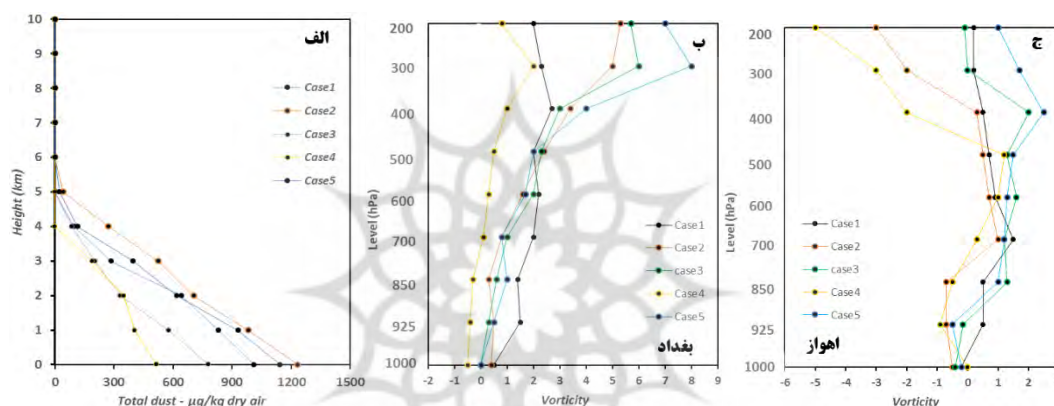 الف
10
9
8
7
6
5
4
3
2
1
0
Height (km)
0 300 600 900 1200 1500
Total dust - µg/kg dry air
Case1
Case2
Case3
Case4
Case5
ب
200
300
400
500
600
700
850
925
1000
Level (hPa)
-2 -1 0 1 2 3 4 5 6 7 8 9
Vorticity
Case1
Case2
case3
Case4
Case5
بغداد
ج
200
300
400
500
600
700
850
925
1000
Level (hPa)
-6 -5 -4 -3 -2 -1 0 1 2
Vorticity
Case1
Case2
case3
Case4
Case5
اهواز